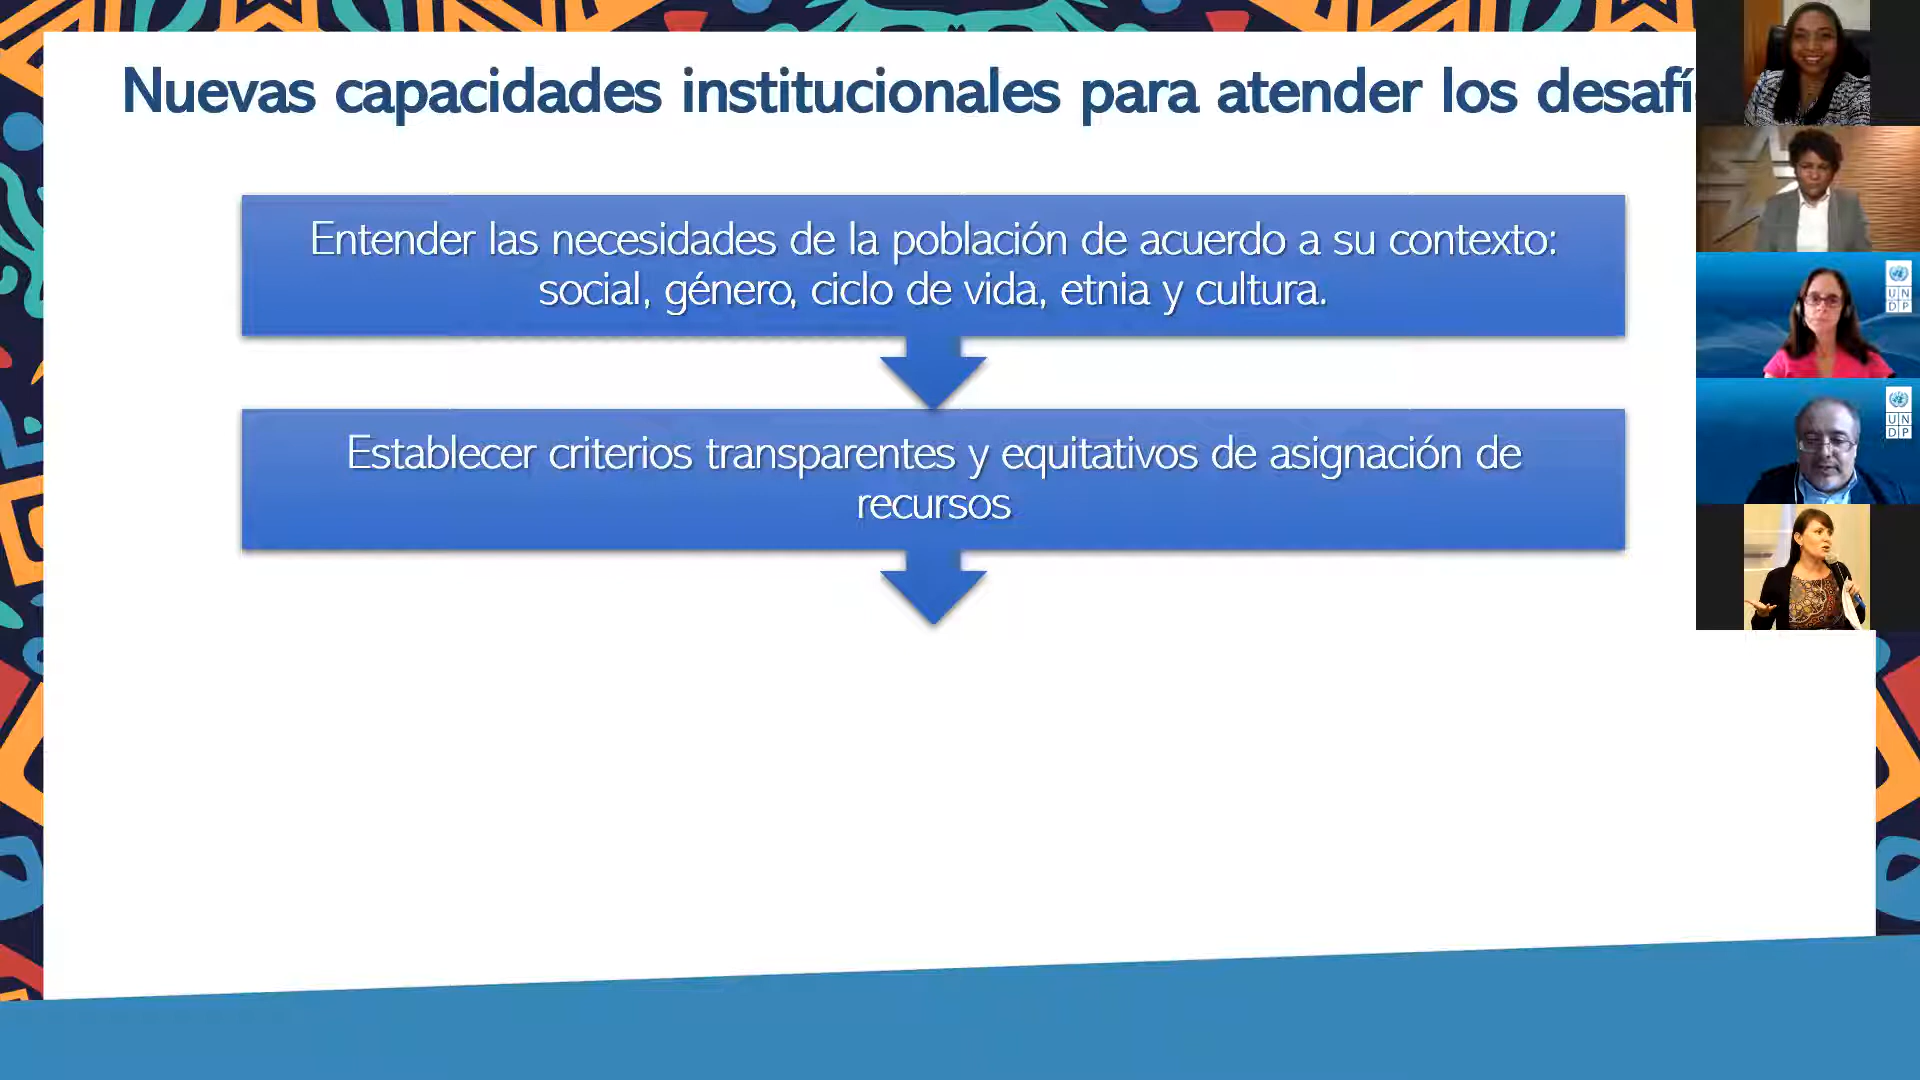 Nuevas capacidades institucionales para atender los desafí
Entender las necesidades de la población de acuerdo a su contexto:
social, género, ciclo de vida, etnia y cultura.
Establecer criterios transparentes y equitativos de asignación de
recursos
U N
D P
U N
D P